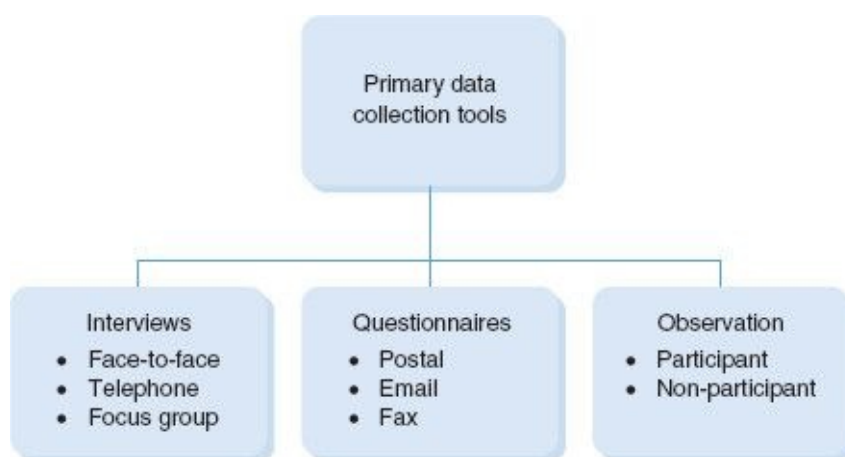 Primary data
collection tools
Interviews
• Face-to-face
• Telephone
• Focus group
Questionnaires
• Postal
• Email
• Fax
Observation
• Participant
• Non-participant